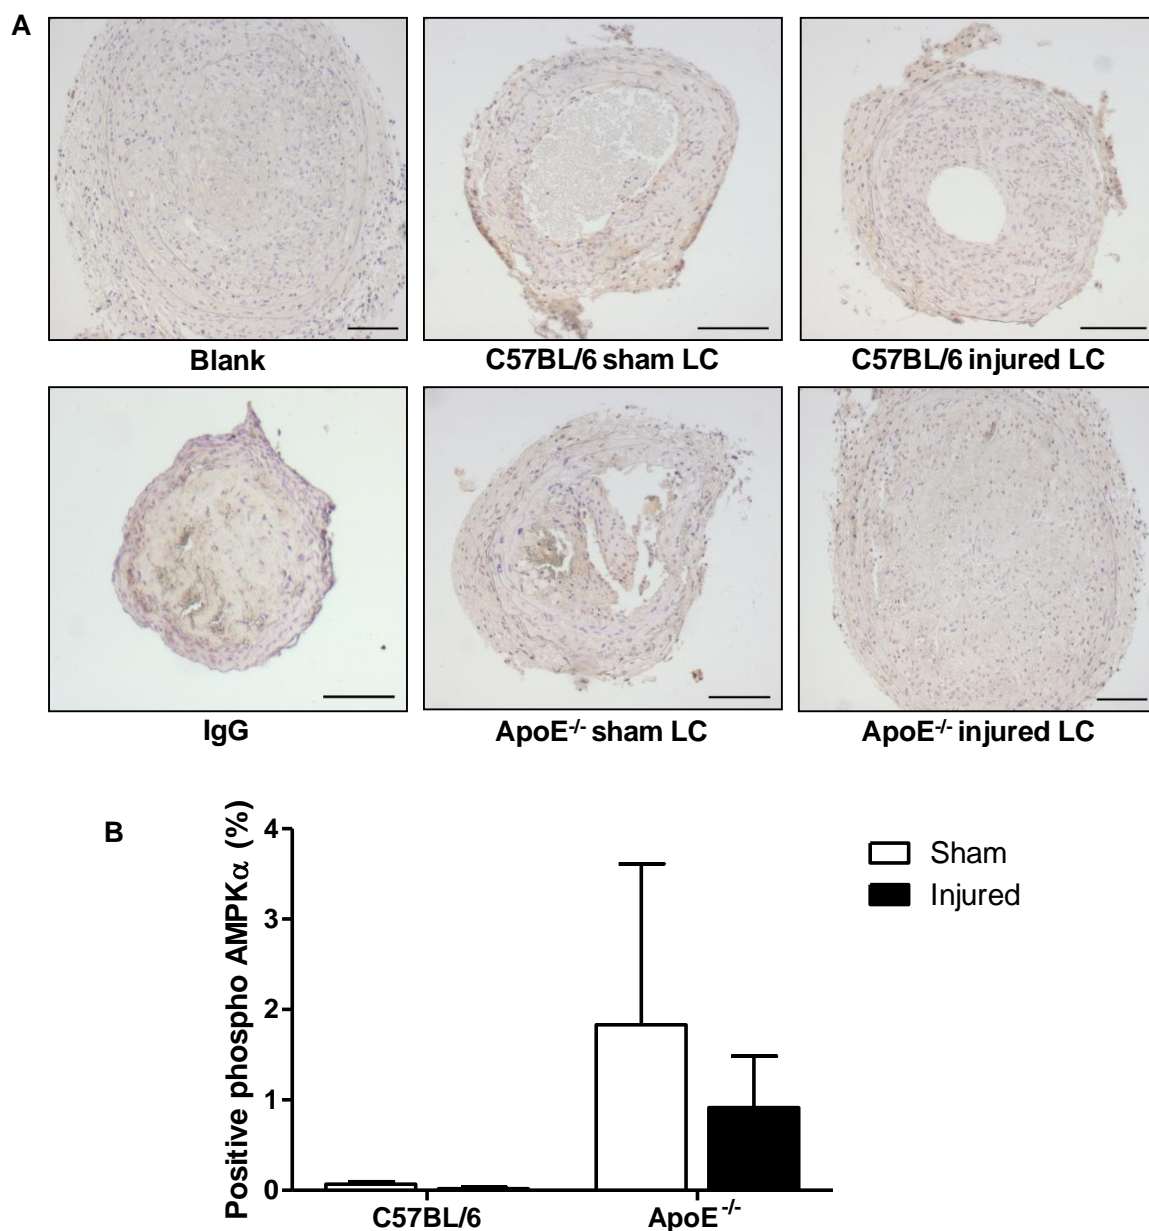 A
Blank
C57BL/6 sham LC
C57BL/6 injured LC
IgG
ApoE-/- sham LC
ApoE-/- injured LC
B
Positive phospho AMPKα (%)
4
3
2
1
0
C57BL/6
ApoE-/-
Sham
Injured